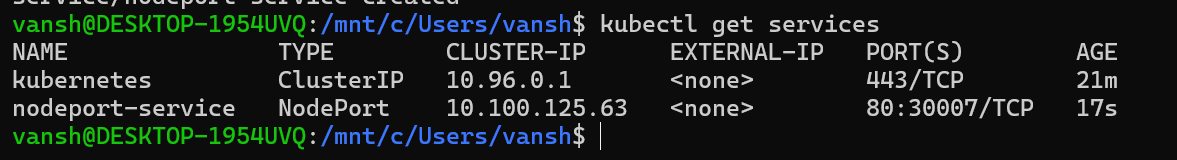 service/nodeport-service created
vansh@DESKTOP-1954UVQ:/mnt/c/Users/vansh$ kubectl get services
NAME TYPE CLUSTER-IP EXTERNAL-IP PORT(S) AGE
kubernetes ClusterIP 10.96.0.1 <none> 443/TCP 21m
nodeport-service NodePort 10.100.125.63 <none> 80:30007/TCP 17s
vansh@DESKTOP-1954UVQ:/mnt/c/Users/vansh$